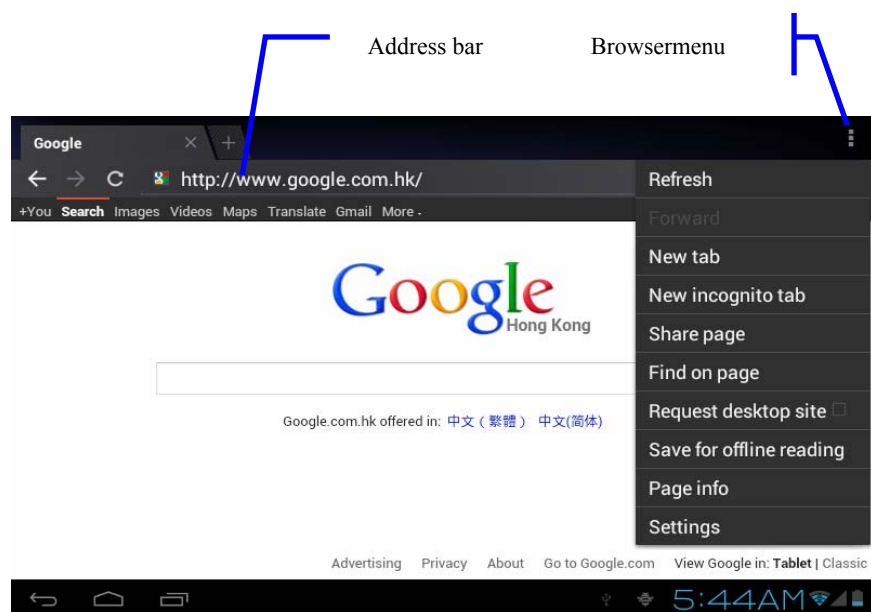 Address bar Browsermenu
Google
http://www.google.com.hk/
+You Search Images Videos Maps Translate Gmail More
Refresh
Forward
New tab
New incognito tab
Share page
Find on page
Request desktop site
Save for offline reading
Page info
Settings
Google
Hong Kong
Google.com.hk offered in: 中文（繁體） 中文(简体)
Advertising Privacy About Go to Google.com View Google in: Tablet | Classic
5:44AM